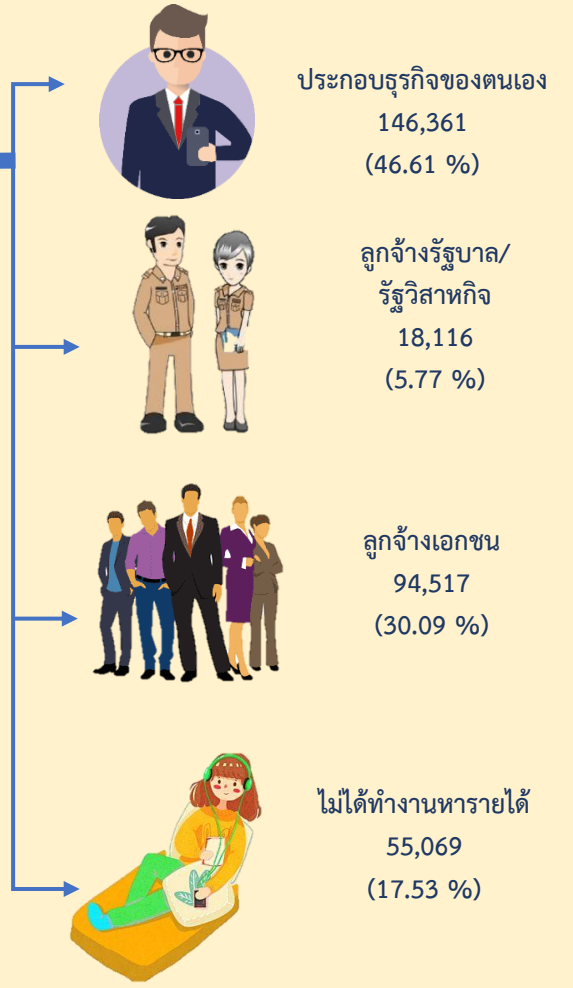 ประกอบธุรกิจของตนเอง
146,361
(46.61 %)
ลูกจ้างรัฐบาล/
รัฐวิสาหกิจ
18,116
(5.77 %)
ลูกจ้างเอกชน
94,517
(30.09 %)
ไม่ได้ทำงานหารายได้
55,069
(17.53 %)